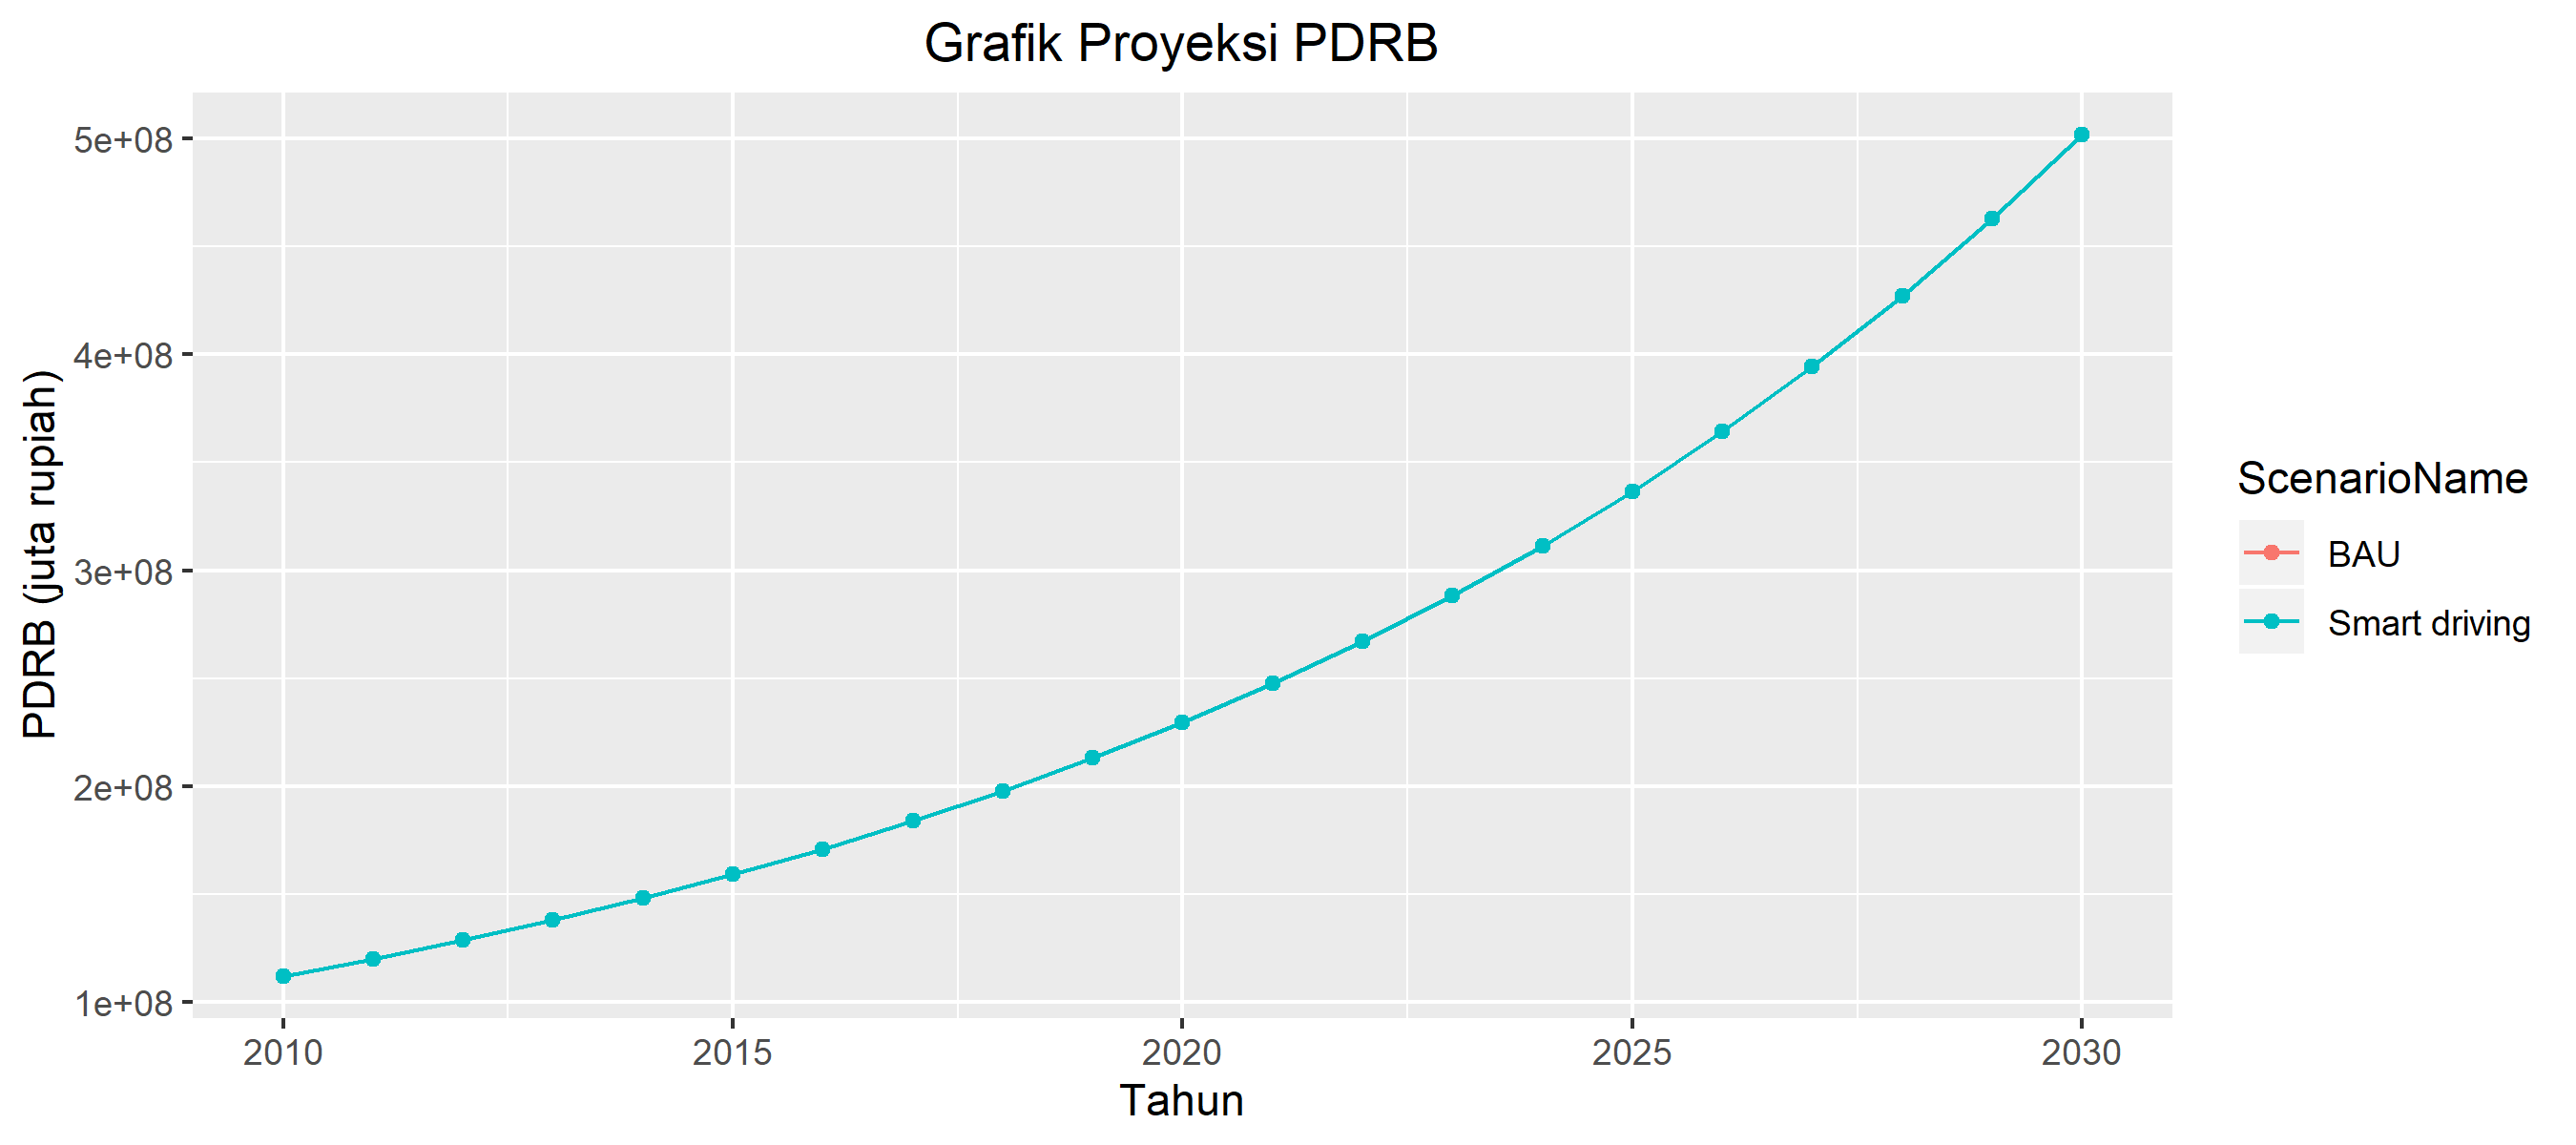 Grafik Proyeksi PDRB
5e+08
4e+08
3e+08
2e+08
1e+08
PDRB (juta rupiah)
2010 2015 2020 2025 2030
Tahun
ScenarioName
BAU
Smart driving